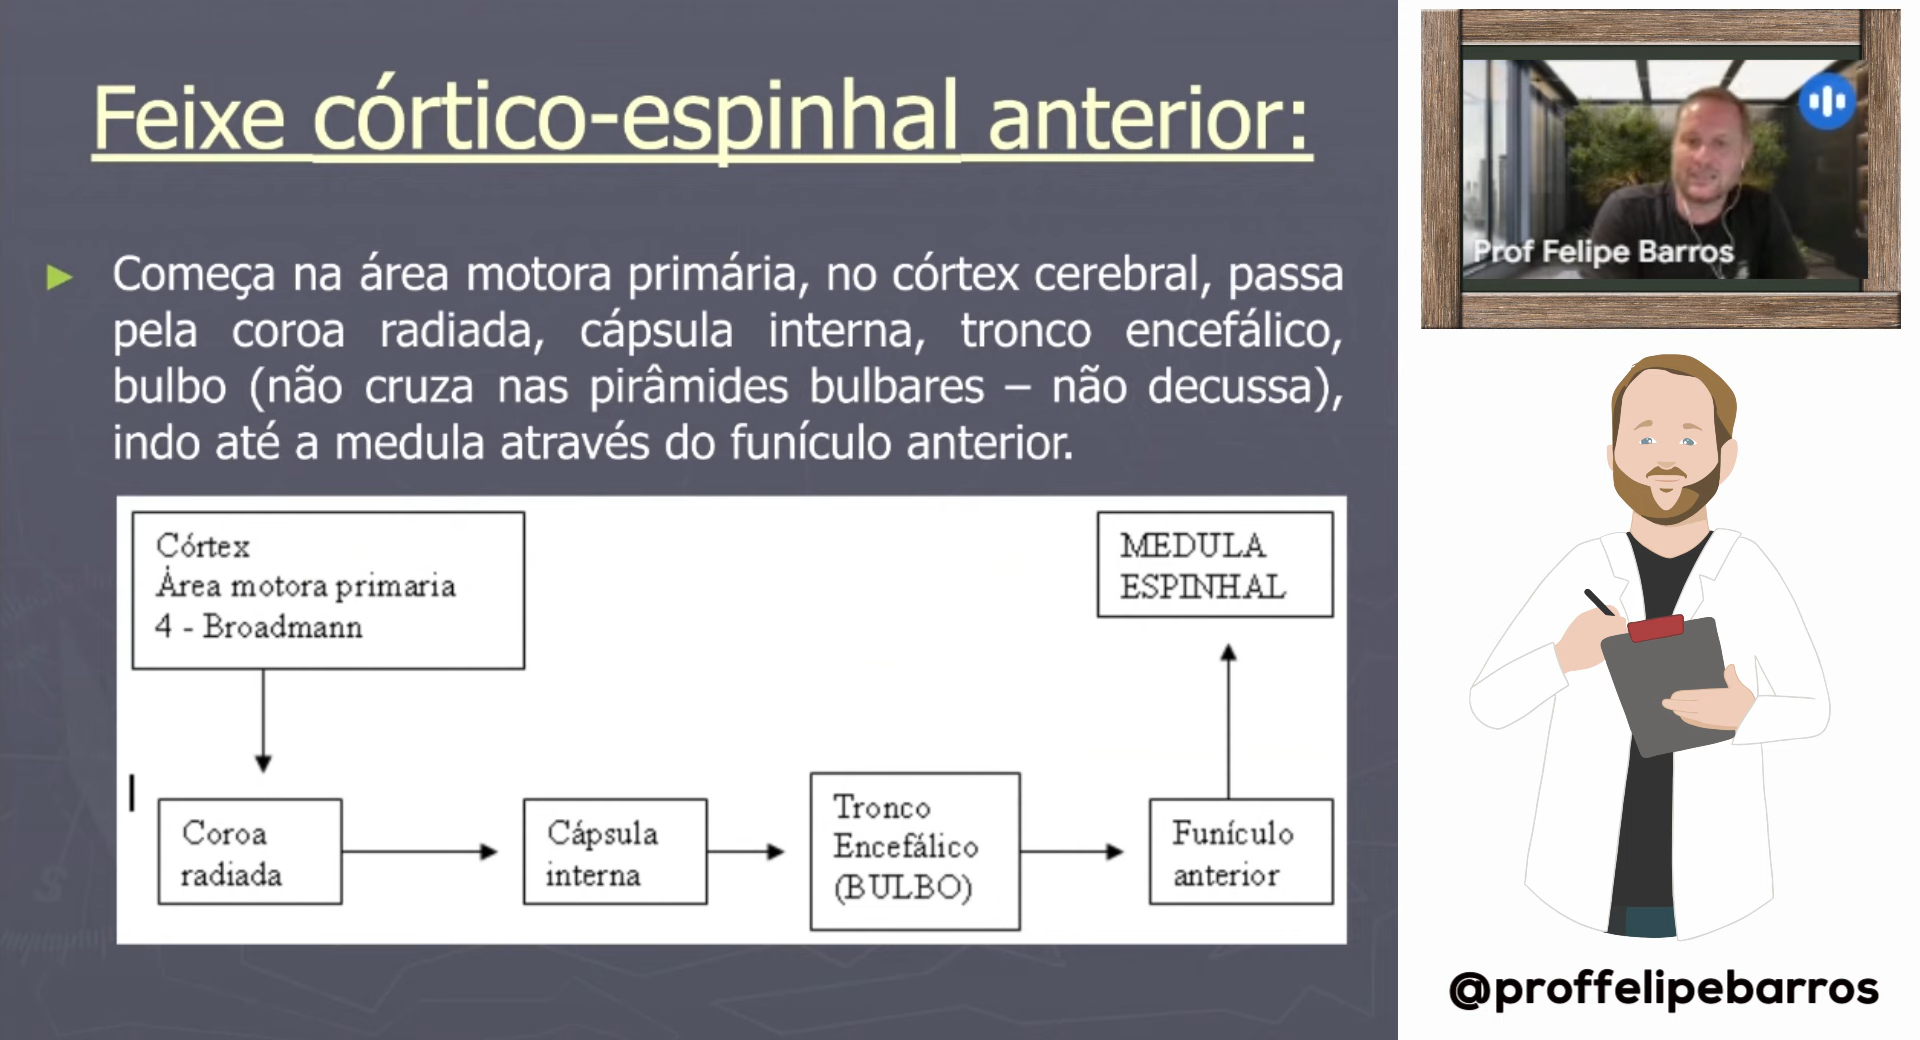 Feixe córtico-espinhal anterior:
Começa na área motora primária, no córtex cerebral, passa
pela coroa radiada, cápsula interna, tronco encefálico,
bulbo (não cruza nas pirâmides bulbares – não decussa),
indo até a medula através do funículo anterior.
Córtex
Área motora primaria
4 - Broadmann
MEDULA
ESPINHAL
Coroa
radiada
Cápsula
interna
Tronco
Encefálico
(BULBO)
Funículo
anterior
Prof Felipe Barros
@proffelipebarros